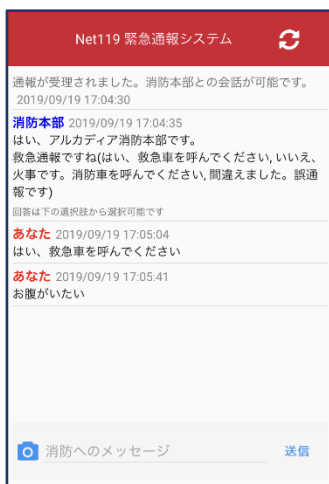 Net119 緊急通報システム
通報が受理されました。消防本部との会話が可能です。
2019/09/19 17:04:30
消防本部 2019/09/19 17:04:35
はい、アルカディア消防本部です。
救急通報ですね(はい、救急車を呼んでください, いいえ、
火事です。消防車を呼んでください, 間違えました。誤通
報です)
回答は下の選択肢から選択可能です
あなた 2019/09/19 17:05:04
はい、救急車を呼んでください
あなた 2019/09/19 17:05:41
お腹がいたい
消防へのメッセージ 送信